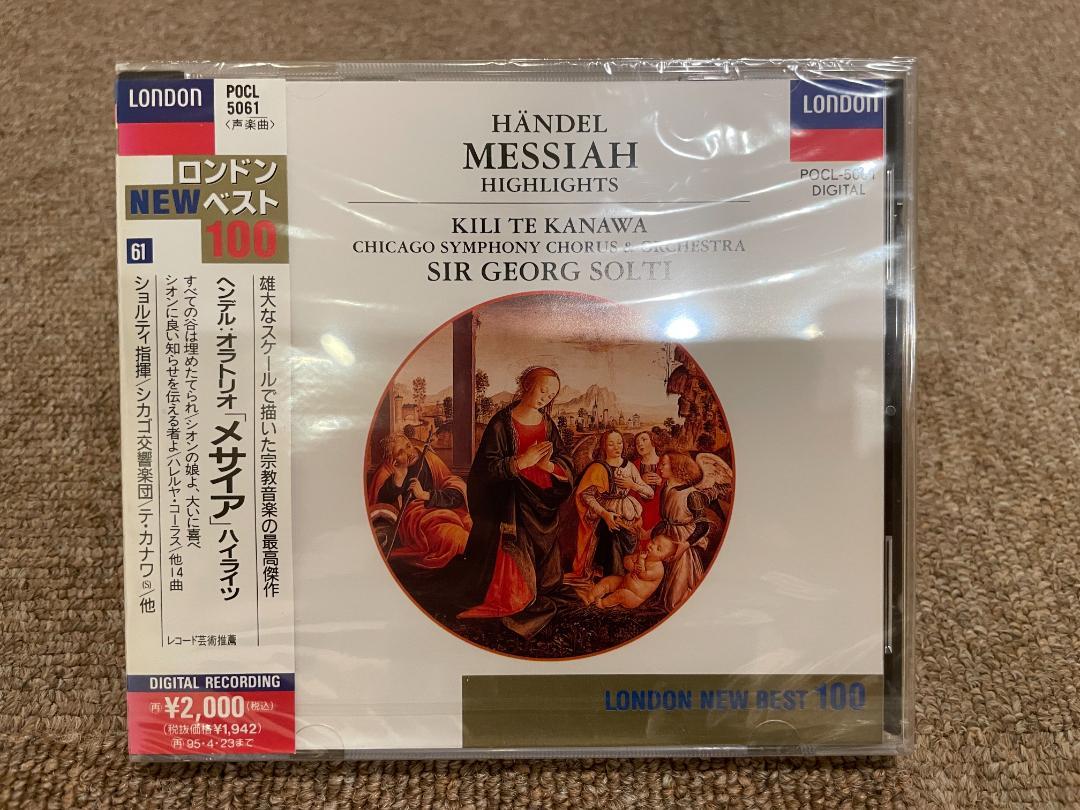 LONDON
POCL
5061
〈声楽曲〉
ロンドン
NEWベスト
100
61
雄大なスケールで描いた宗教音楽の最高傑作
ヘンデル:オラトリオ「メサイア」ハイライツ
すべての谷は埋めたてられ/シオンの娘よ、大いに喜べ
シオンに良い知らせを伝える者よ/ハレルヤ・コーラス/他14曲
ショルティ指揮/シカゴ交響楽団/テ・カナワ(S)/他
レコード芸術推薦
DIGITAL RECORDING
再¥2,000(税込)
(税抜価格¥1,942)
再95・4・23まで
HÄNDEL
MESSIAH
HIGHLIGHTS
KILI TE KANAWA
CHICAGO SYMPHONY CHORUS & ORCHESTRA
SIR GEORG SOLTI
LONDON
POCL-5061
DIGITAL
LONDON NEW BEST 100